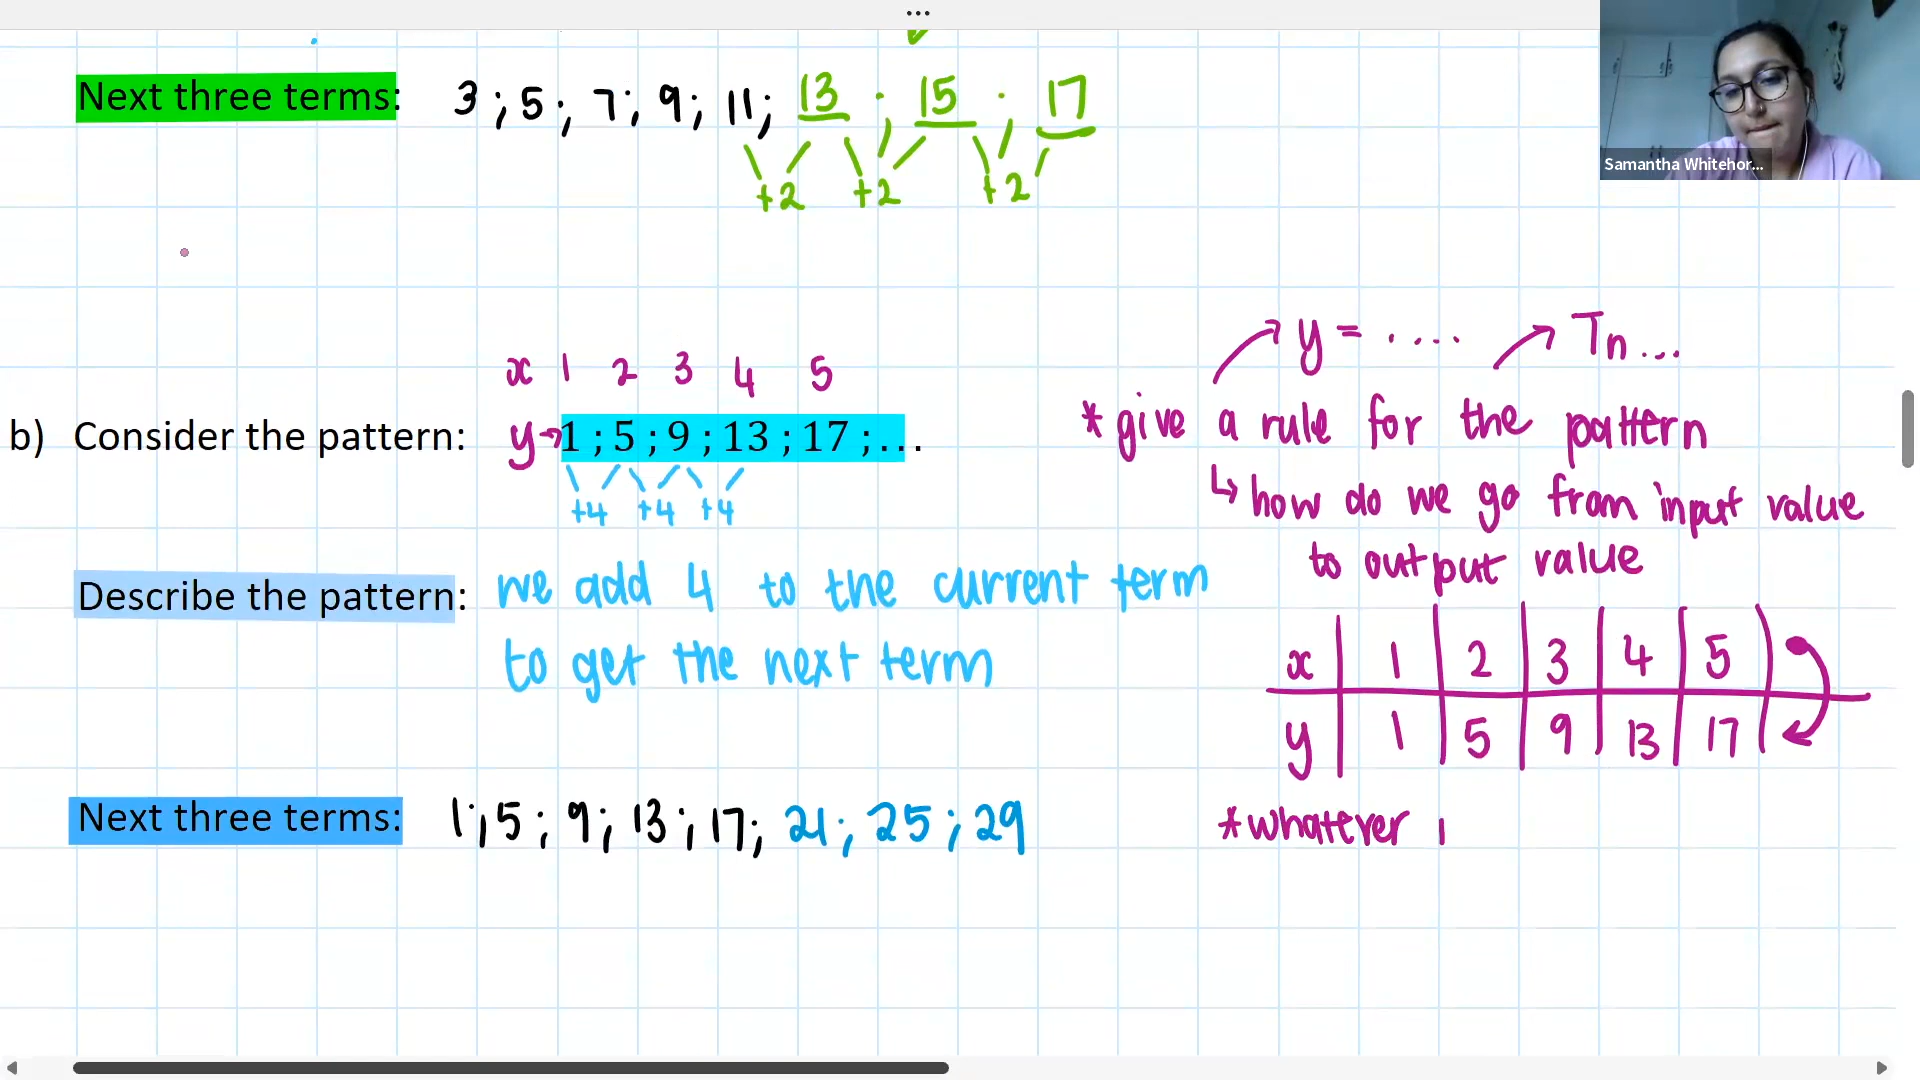 ...
Next three terms: 3 ; 5 ; 7 ; 9 ; 11 ; 13 ; 15 ; 17
+2 +2 +2
Samantha Whitehor...
y = .... Tn ...
x 1 2 3 4 5
b) Consider the pattern: y→ 1 ; 5 ; 9 ; 13 ; 17 ; ...
+4 +4 +4
Describe the pattern: we add 4 to the current term
to get the next term
Next three terms: 1 ; 5 ; 9 ; 13 ; 17 ; 21 ; 25 ; 29
* give a rule for the pattern
↳ how do we go from input value
to output value
x 1 2 3 4 5
y 1 5 9 13 17
* whatever